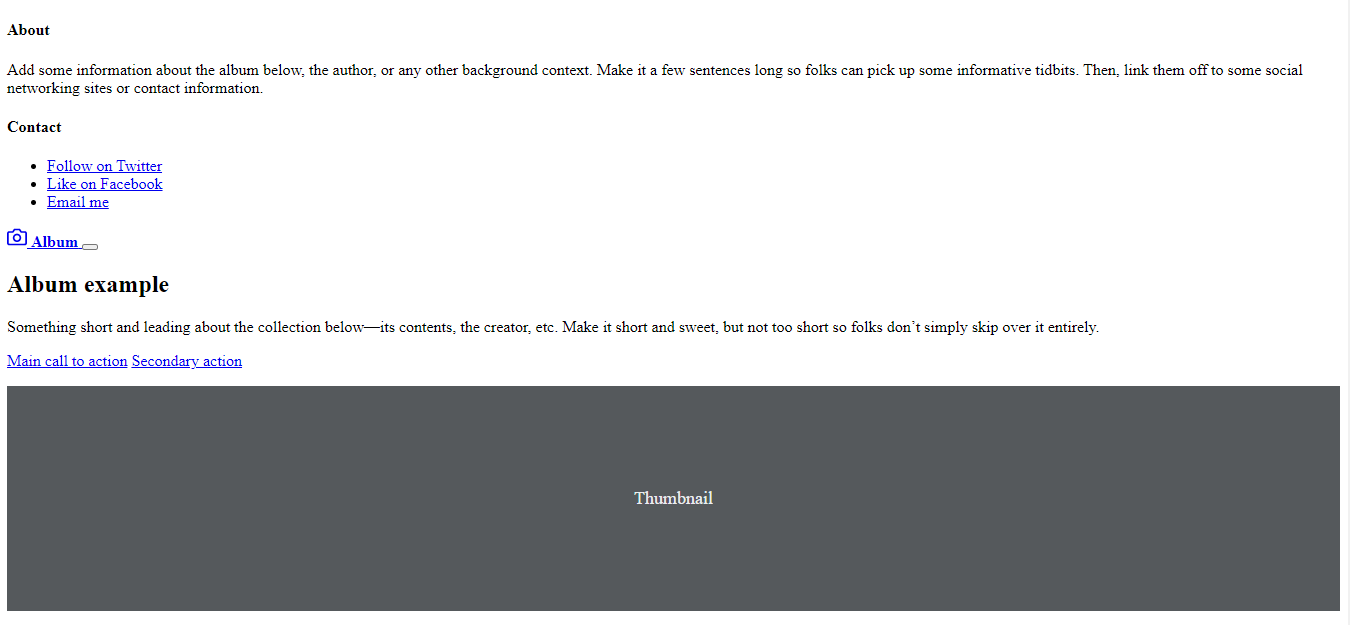 About
Add some information about the album below, the author, or any other background context. Make it a few sentences long so folks can pick up some informative tidbits. Then, link them off to some social
networking sites or contact information.
Contact
Follow on Twitter
Like on Facebook
Email me
Album
Album example
Something short and leading about the collection below—its contents, the creator, etc. Make it short and sweet, but not too short so folks don’t simply skip over it entirely.
Main call to action Secondary action
Thumbnail